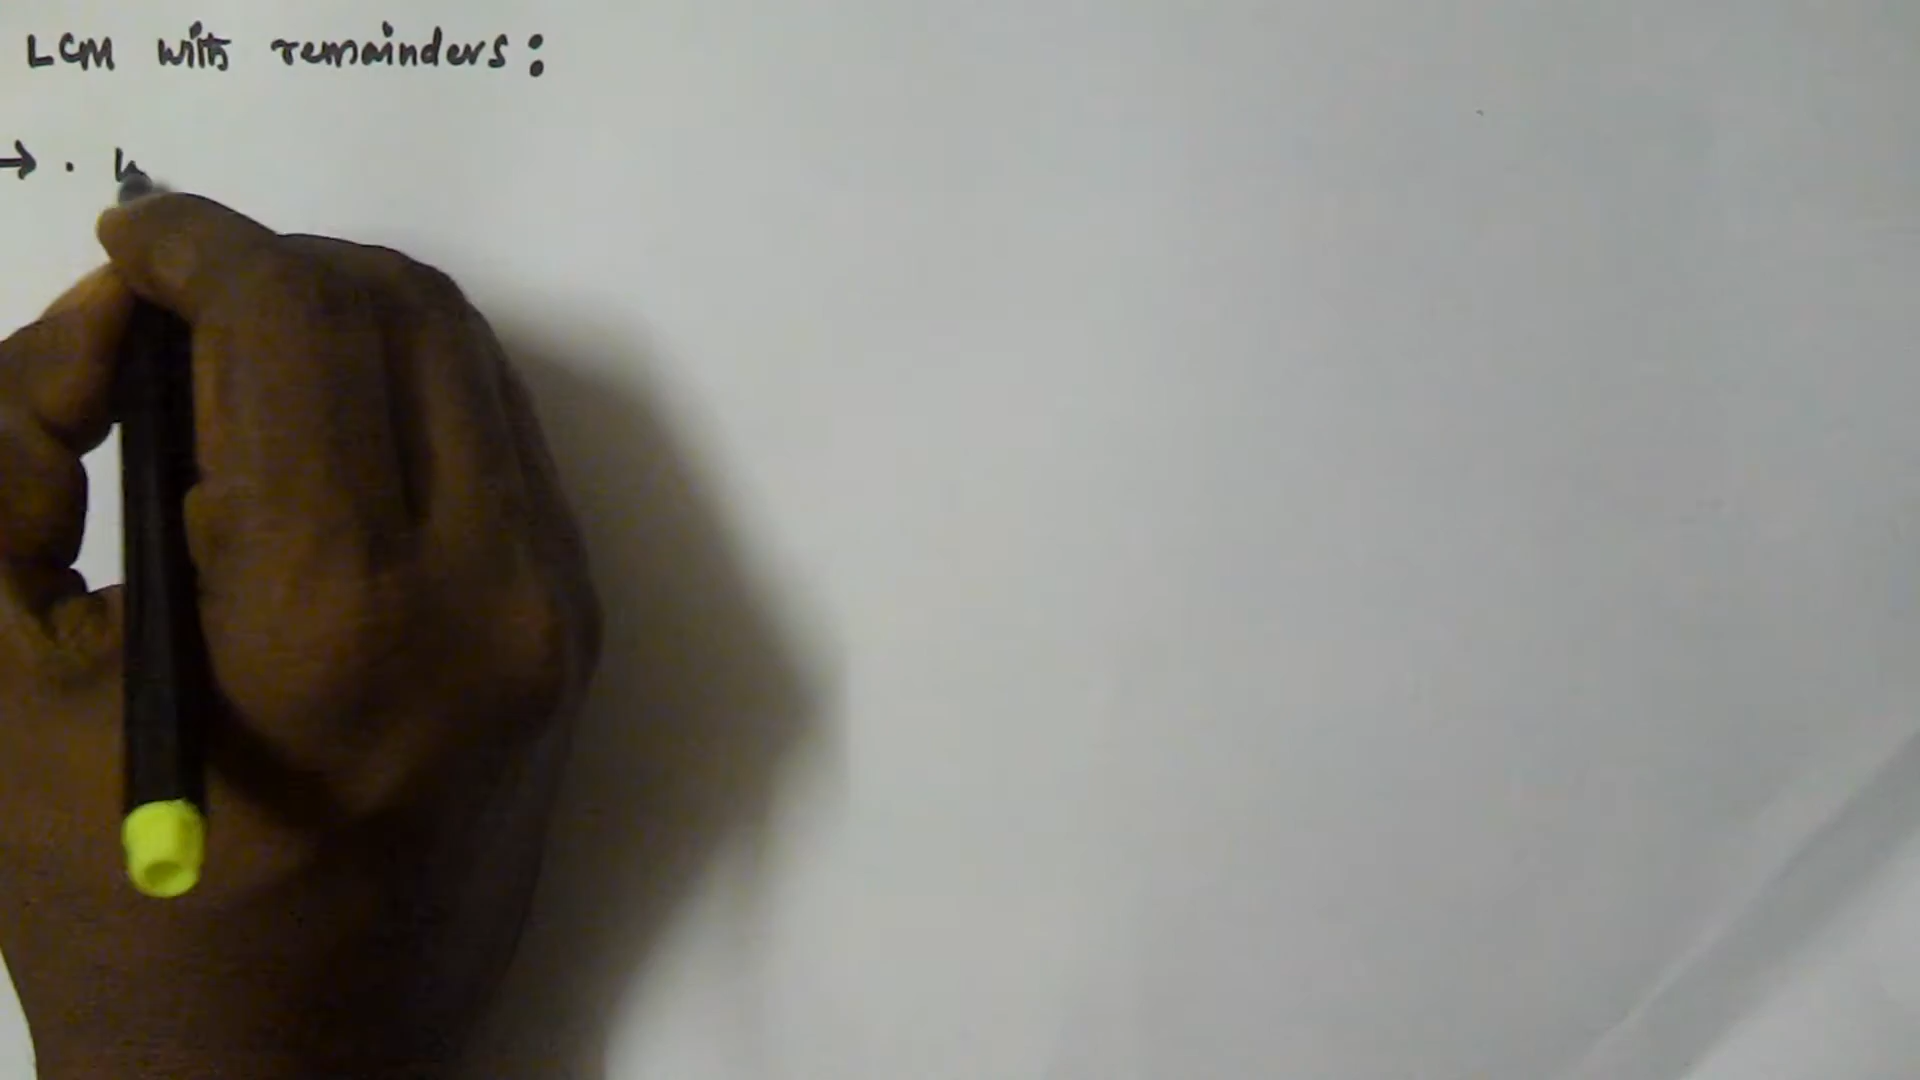 LCM with remainders:
→ .